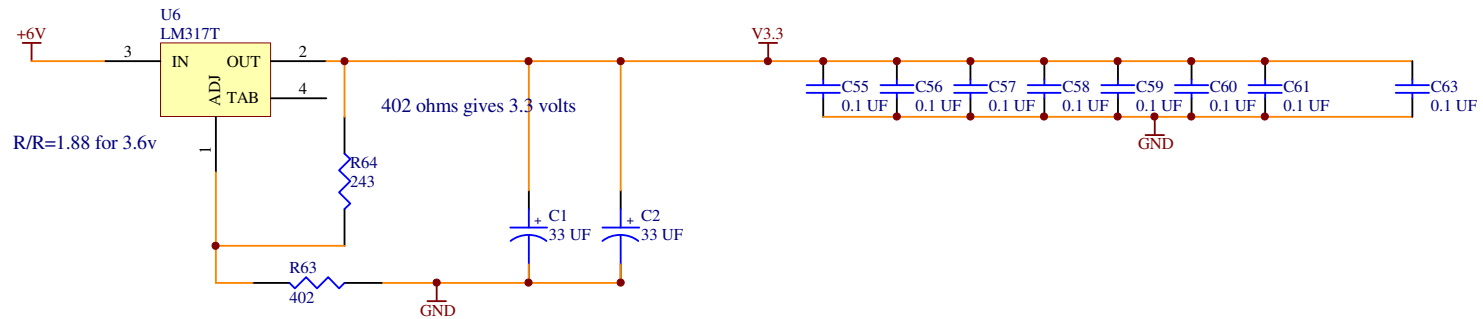 U6
LM317T
+6V
3
IN
OUT
2
ADJ
TAB
4
1
R/R=1.88 for 3.6v
402 ohms gives 3.3 volts
R64
243
R63
402
GND
C1
33 UF
C2
33 UF
V3.3
C55
0.1 UF
C56
0.1 UF
C57
0.1 UF
C58
0.1 UF
C59
0.1 UF
C60
0.1 UF
C61
0.1 UF
C63
0.1 UF
GND
+
+